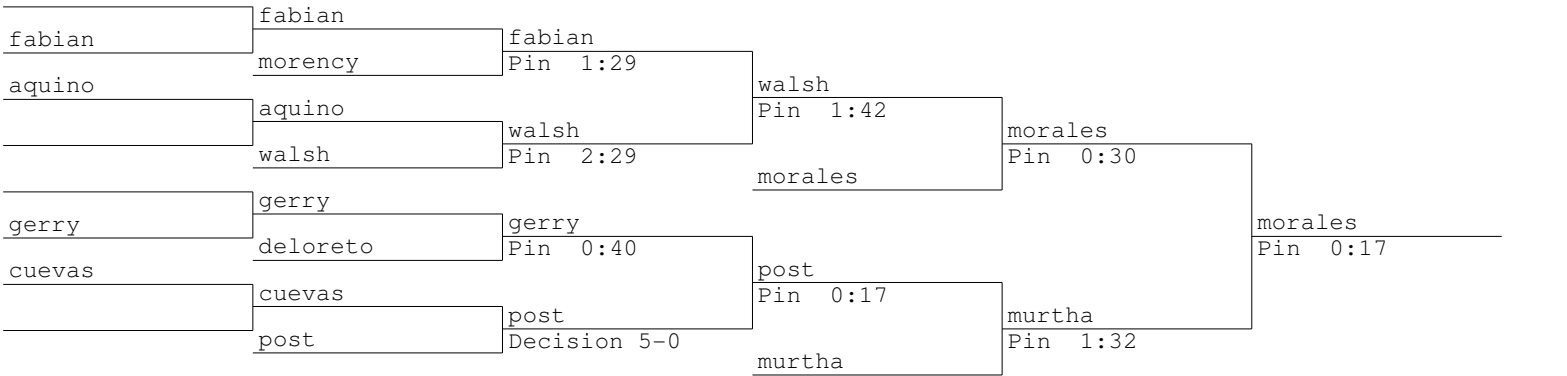 fabian
fabian
fabian
morency
Pin 1:29
aquino
walsh
aquino
Pin 1:42
walsh
morales
walsh
Pin 2:29
Pin 0:30
morales
gerry
gerry
gerry
morales
deloreto
Pin 0:40
Pin 0:17
cuevas
post
cuevas
Pin 0:17
post
murtha
post
Decision 5-0
Pin 1:32
murtha